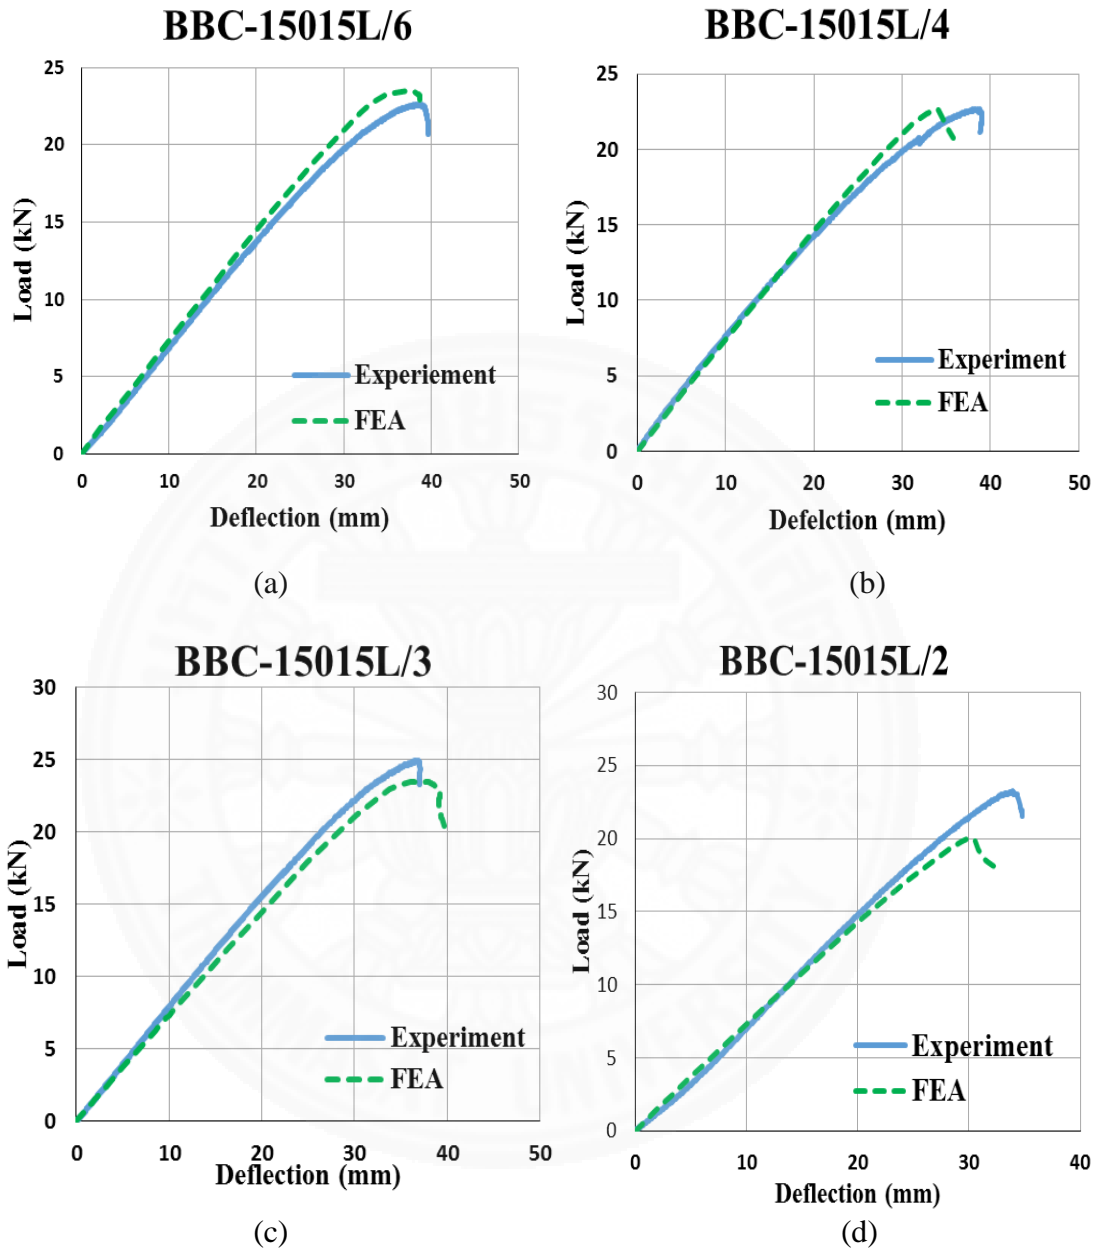 BBC-15015L/6
25
20
15
10
5
0
Load (kN)
Experiement
FEA
0 10 20 30 40 50
Deflection (mm)
(a)
BBC-15015L/4
25
20
15
10
5
0
Load (kN)
Experiment
FEA
0 10 20 30 40 50
Defelction (mm)
(b)
BBC-15015L/3
30
25
20
15
10
5
0
Load (kN)
Experiment
FEA
0 10 20 30 40 50
Deflection (mm)
(c)
BBC-15015L/2
30
25
20
15
10
5
0
Load (kN)
Experiment
FEA
0 10 20 30 40
Deflection (mm)
(d)